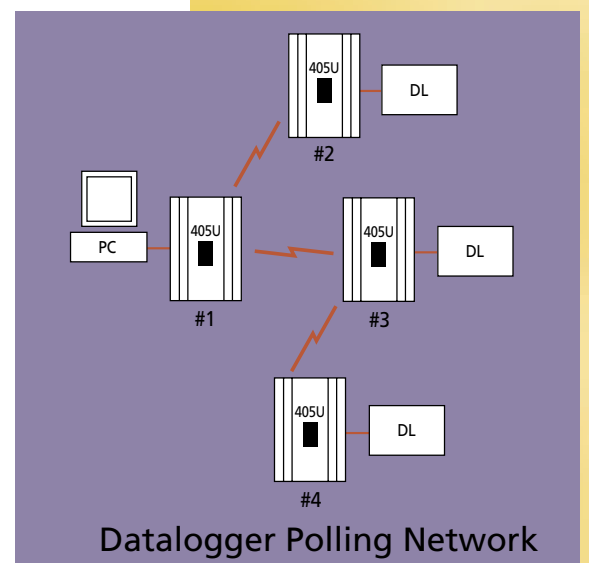 405U
DL
#2
PC
405U
#1
405U
DL
#3
405U
DL
#4
Datalogger Polling Network